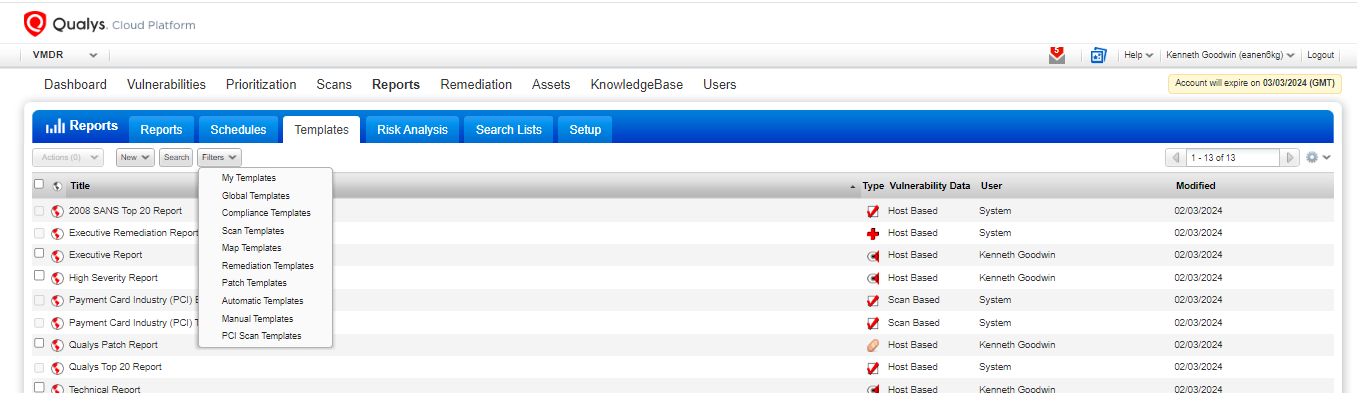 Qualys. Cloud Platform
VMDR
5
Help
Kenneth Goodwin (eanen6kg)
Logout
Dashboard Vulnerabilities Prioritization Scans Reports Remediation Assets KnowledgeBase Users
Account will expire on 03/03/2024 (GMT)
Reports Reports Schedules Templates Risk Analysis Search Lists Setup
Actions (0) New Search Filters 1 - 13 of 13
My Templates
Global Templates
Compliance Templates
Scan Templates
Map Templates
Remediation Templates
Patch Templates
Automatic Templates
Manual Templates
PCI Scan Templates
Title Type Vulnerability Data User Modified
2008 SANS Top 20 Report Host Based System 02/03/2024
Executive Remediation Report Host Based System 02/03/2024
Executive Report Host Based Kenneth Goodwin 02/03/2024
High Severity Report Host Based Kenneth Goodwin 02/03/2024
Payment Card Industry (PCI) E Scan Based System 02/03/2024
Payment Card Industry (PCI) T Scan Based System 02/03/2024
Qualys Patch Report Host Based Kenneth Goodwin 02/03/2024
Qualys Top 20 Report Host Based System 02/03/2024
Technical Report Host Based Kenneth Goodwin 02/03/2024